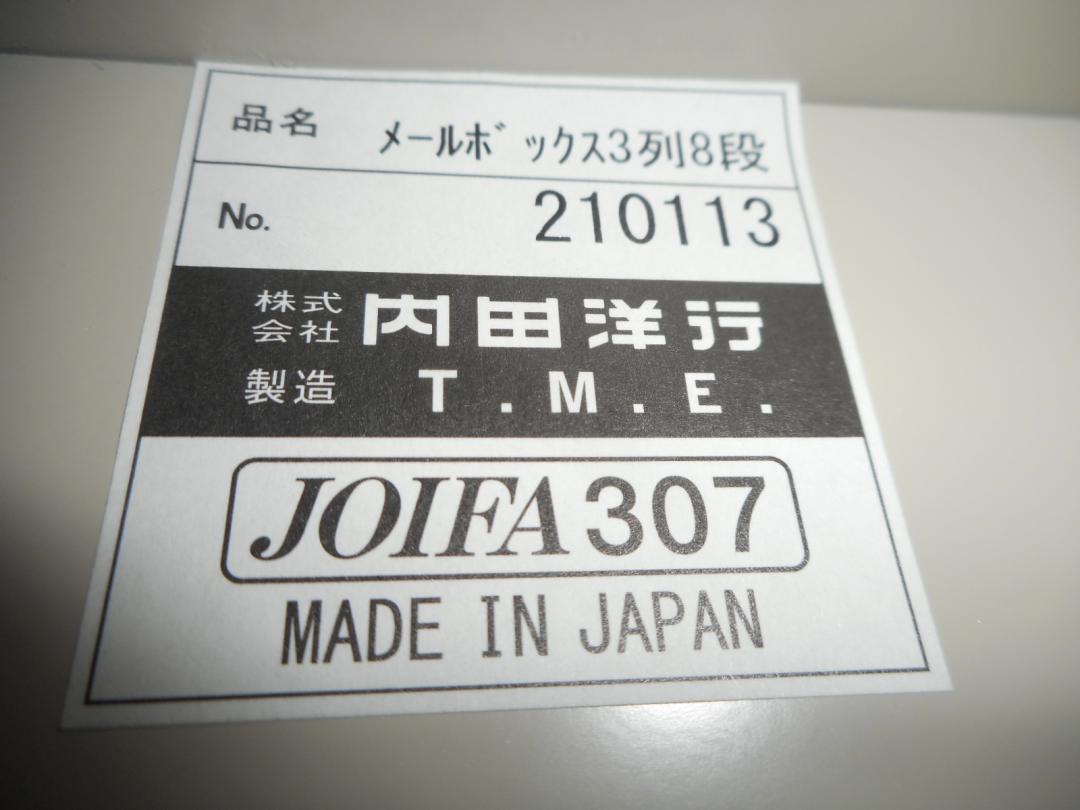 品名 メールボックス3列8段
No. 210113
株式会社 内田洋行
製造 T.M.E.
JOIFA 307
MADE IN JAPAN